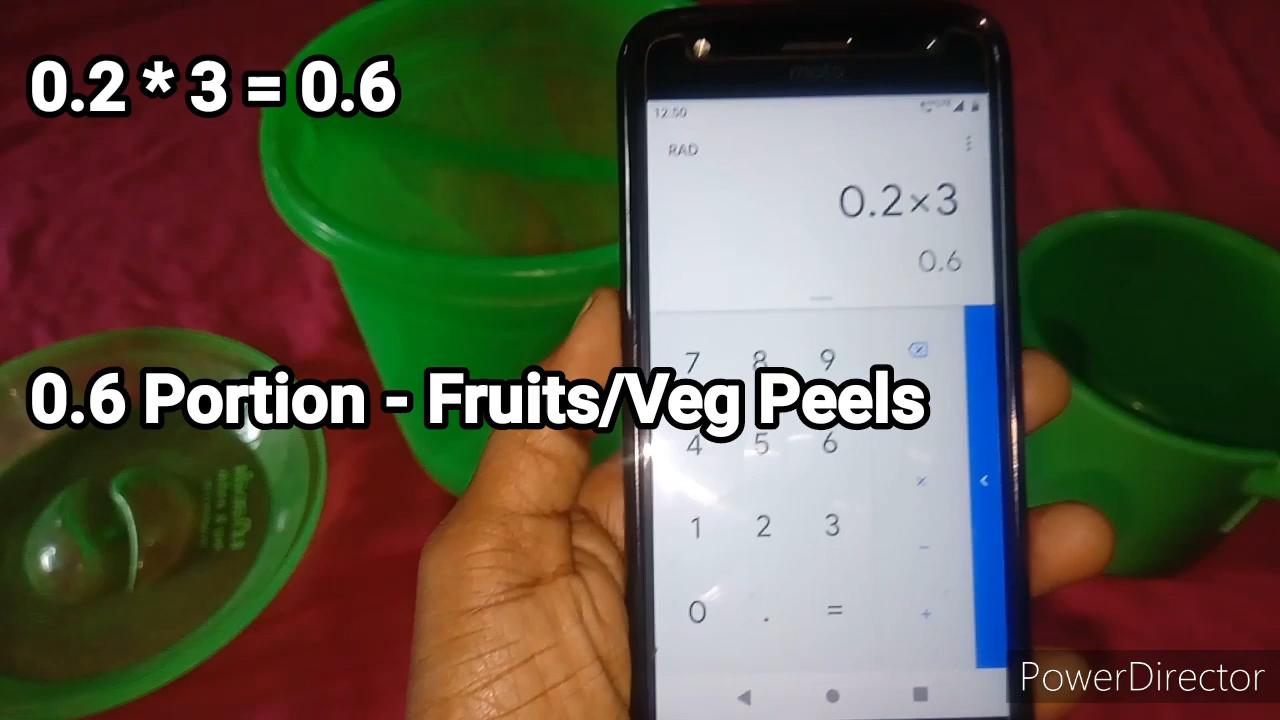 0.2 * 3 = 0.6
moto
12:50
RAD
0.2×3
0.6
7 8 9
0.6 Portion - Fruits/Veg Peels
4 5 6
×
1 2 3
−
0 . =
+
PowerDirector